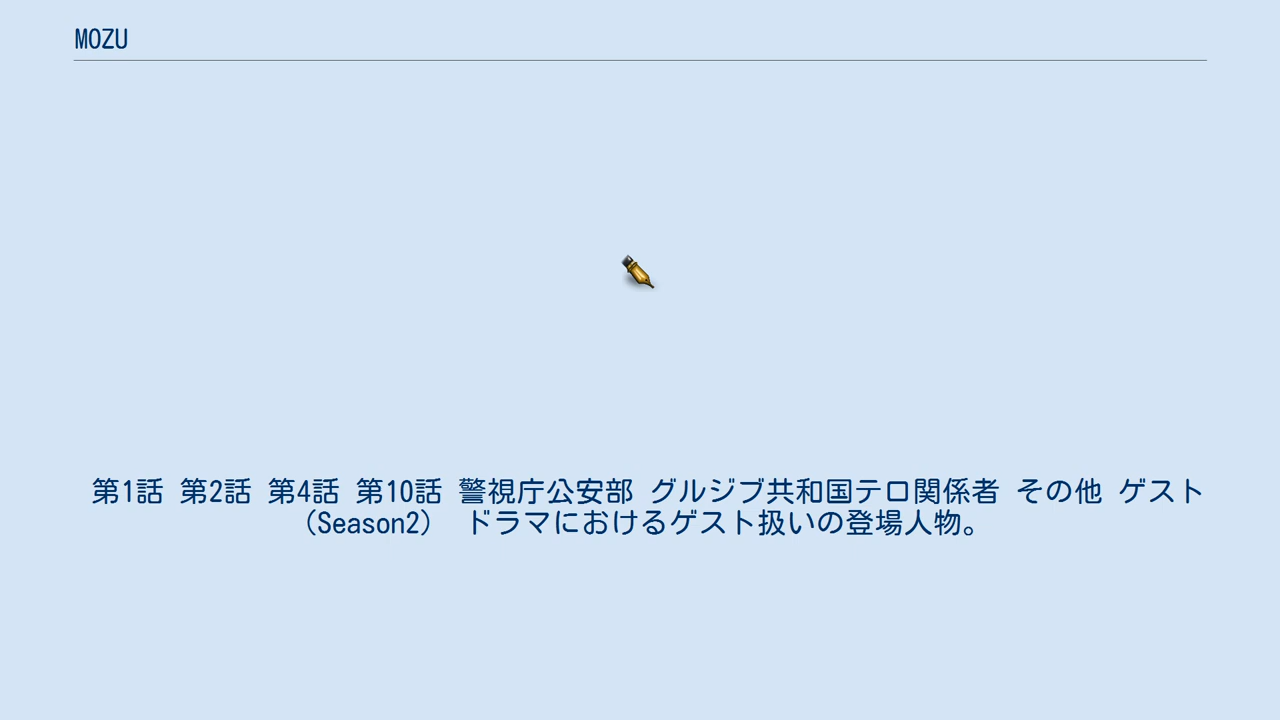 MOZU
第1話 第2話 第4話 第10話 警視庁公安部 グルジブ共和国テロ関係者 その他 ゲスト
（Season2） ドラマにおけるゲスト扱いの登場人物。